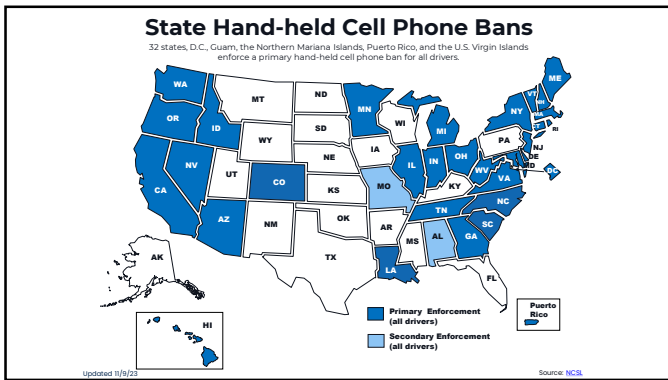 State Hand-held Cell Phone Bans
32 states, D.C., Guam, the Northern Mariana Islands, Puerto Rico, and the U.S. Virgin Islands
enforce a primary hand-held cell phone ban for all drivers.
WA
MT
ND
MN
WI
MI
NY
VT
NH
ME
MA
CT
RI
OR
ID
WY
SD
IA
PA
NJ
DE
MD
DC
NV
UT
CO
NE
IL
IN
OH
WV
VA
CA
KS
MO
KY
NC
AZ
NM
OK
AR
TN
SC
TX
LA
MS
AL
GA
FL
AK
HI
Puerto
Rico
Primary Enforcement
(all drivers)
Secondary Enforcement
(all drivers)
Updated 11/9/23
Source: NCSL